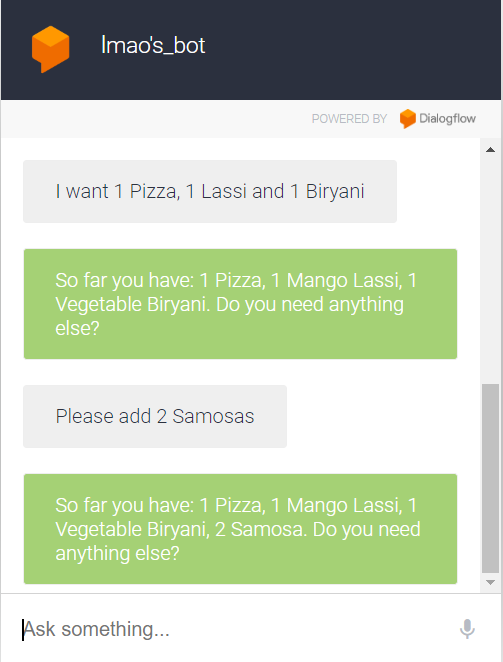 lmao's_bot
POWERED BY Dialogflow
I want 1 Pizza, 1 Lassi and 1 Biryani
So far you have: 1 Pizza, 1 Mango Lassi, 1
Vegetable Biryani. Do you need anything
else?
Please add 2 Samosas
So far you have: 1 Pizza, 1 Mango Lassi, 1
Vegetable Biryani, 2 Samosa. Do you need
anything else?
Ask something...